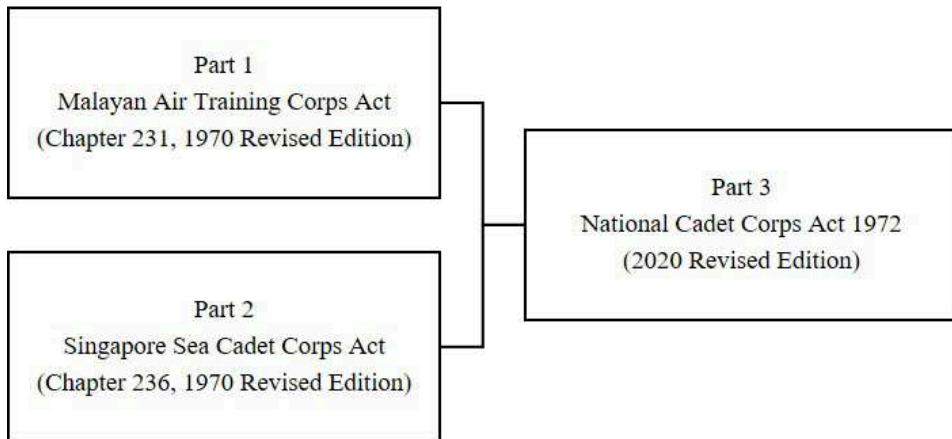 Part 1
Malayan Air Training Corps Act
(Chapter 231, 1970 Revised Edition)
Part 2
Singapore Sea Cadet Corps Act
(Chapter 236, 1970 Revised Edition)
Part 3
National Cadet Corps Act 1972
(2020 Revised Edition)